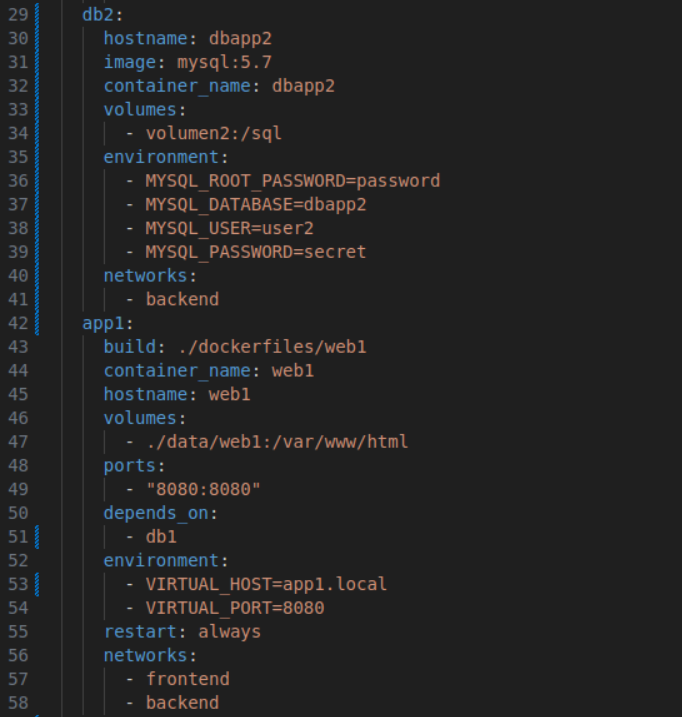 29 db2:
30 hostname: dbapp2
31 image: mysql:5.7
32 container_name: dbapp2
33 volumes:
34 - volumen2:/sql
35 environment:
36 - MYSQL_ROOT_PASSWORD=password
37 - MYSQL_DATABASE=dbapp2
38 - MYSQL_USER=user2
39 - MYSQL_PASSWORD=secret
40 networks:
41 - backend
42 app1:
43 build: ./dockerfiles/web1
44 container_name: web1
45 hostname: web1
46 volumes:
47 - ./data/web1:/var/www/html
48 ports:
49 - "8080:8080"
50 depends_on:
51 - db1
52 environment:
53 - VIRTUAL_HOST=app1.local
54 - VIRTUAL_PORT=8080
55 restart: always
56 networks:
57 - frontend
58 - backend